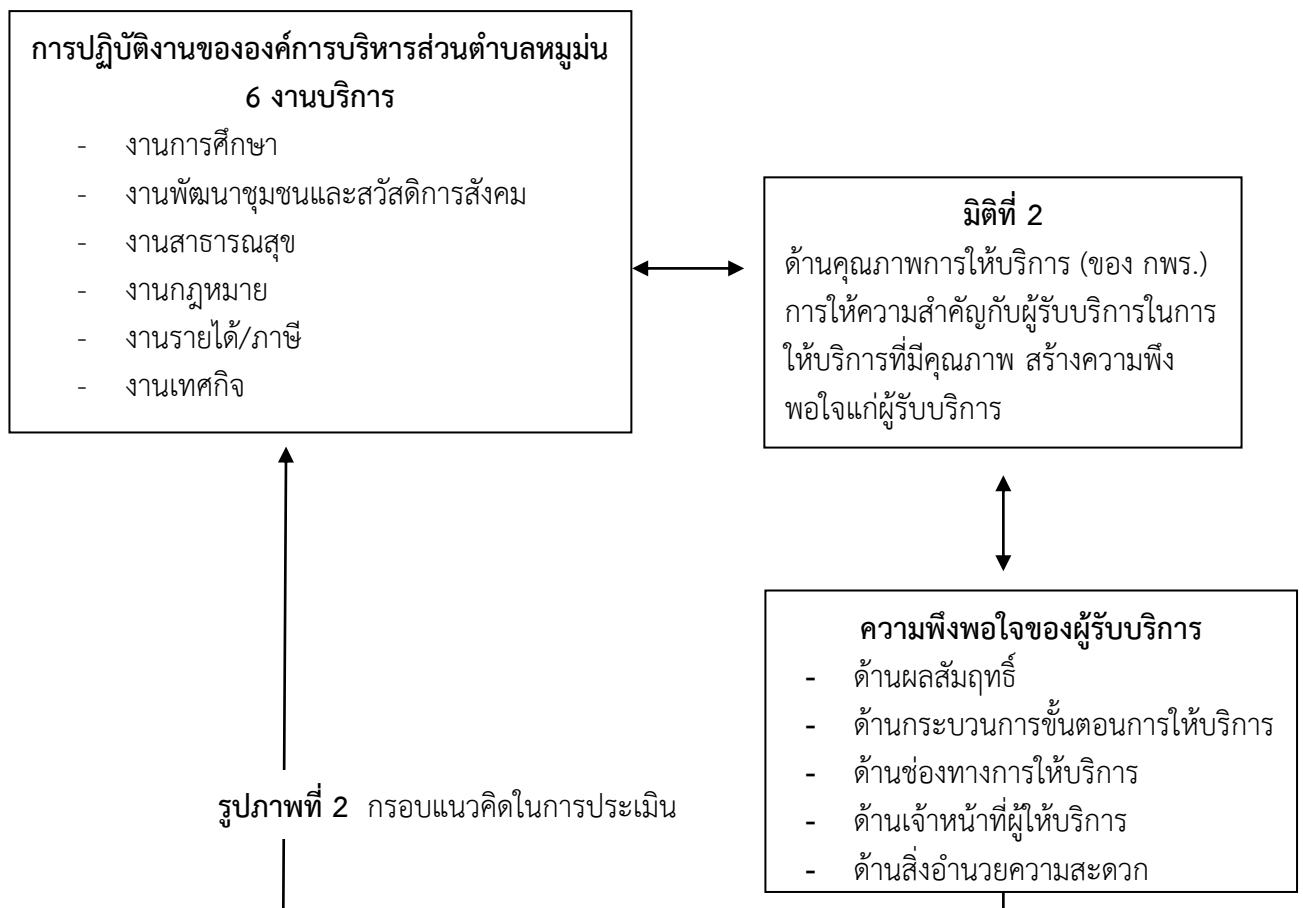 การปฏิบัติงานขององค์การบริหารส่วนตำบลหมูม่น
6 งานบริการ
- งานการศึกษา
- งานพัฒนาชุมชนและสวัสดิการสังคม
- งานสาธารณสุข
- งานกฎหมาย
- งานรายได้/ภาษี
- งานเทศกิจ
มิติที่ 2
ด้านคุณภาพการให้บริการ (ของ กพร.)
การให้ความสำคัญกับผู้รับบริการในการ
ให้บริการที่มีคุณภาพ สร้างความพึง
พอใจแก่ผู้รับบริการ
ความพึงพอใจของผู้รับบริการ
- ด้านผลสัมฤทธิ์
- ด้านกระบวนการขั้นตอนการให้บริการ
- ด้านช่องทางการให้บริการ
- ด้านเจ้าหน้าที่ผู้ให้บริการ
- ด้านสิ่งอำนวยความสะดวก
รูปภาพที่ 2 กรอบแนวคิดในการประเมิน